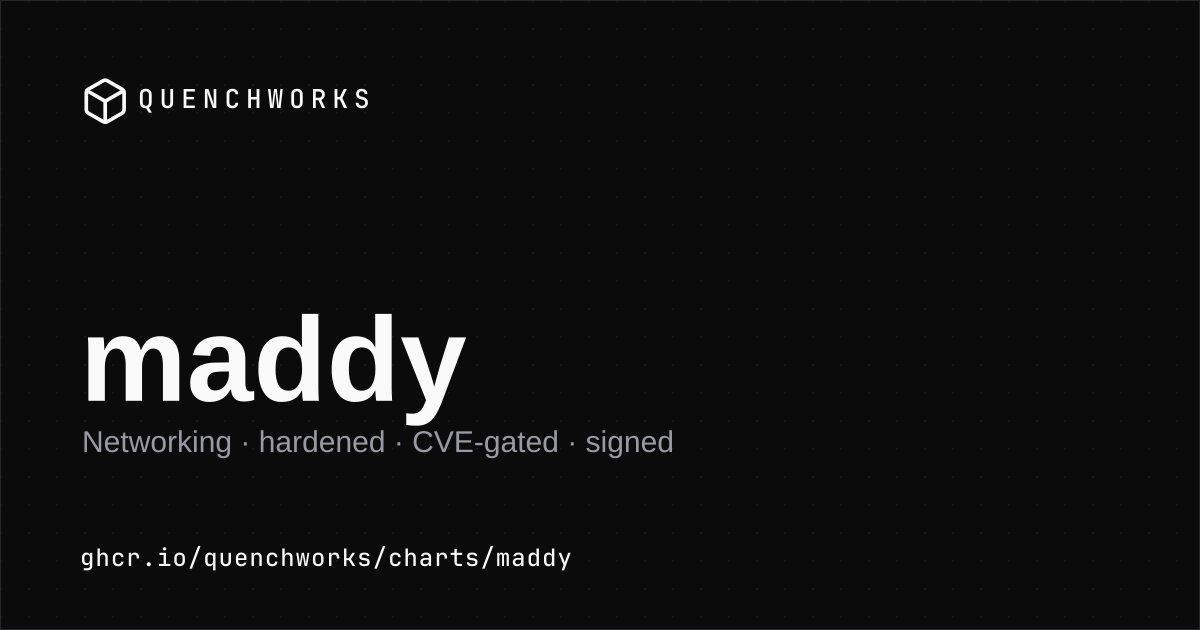 QUENCHWORKS
maddy
Networking · hardened · CVE-gated · signed
ghcr.io/quenchworks/charts/maddy